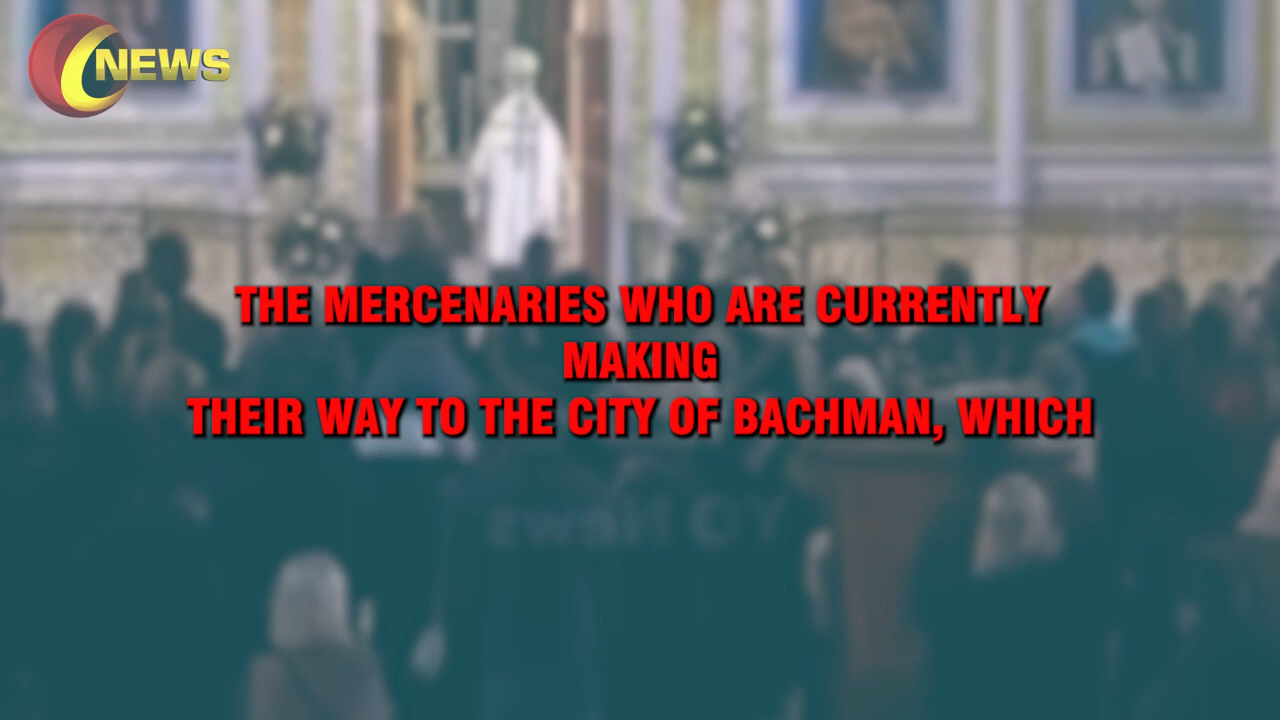 NEWS
THE MERCENARIES WHO ARE CURRENTLY
MAKING
THEIR WAY TO THE CITY OF BACHMAN, WHICH